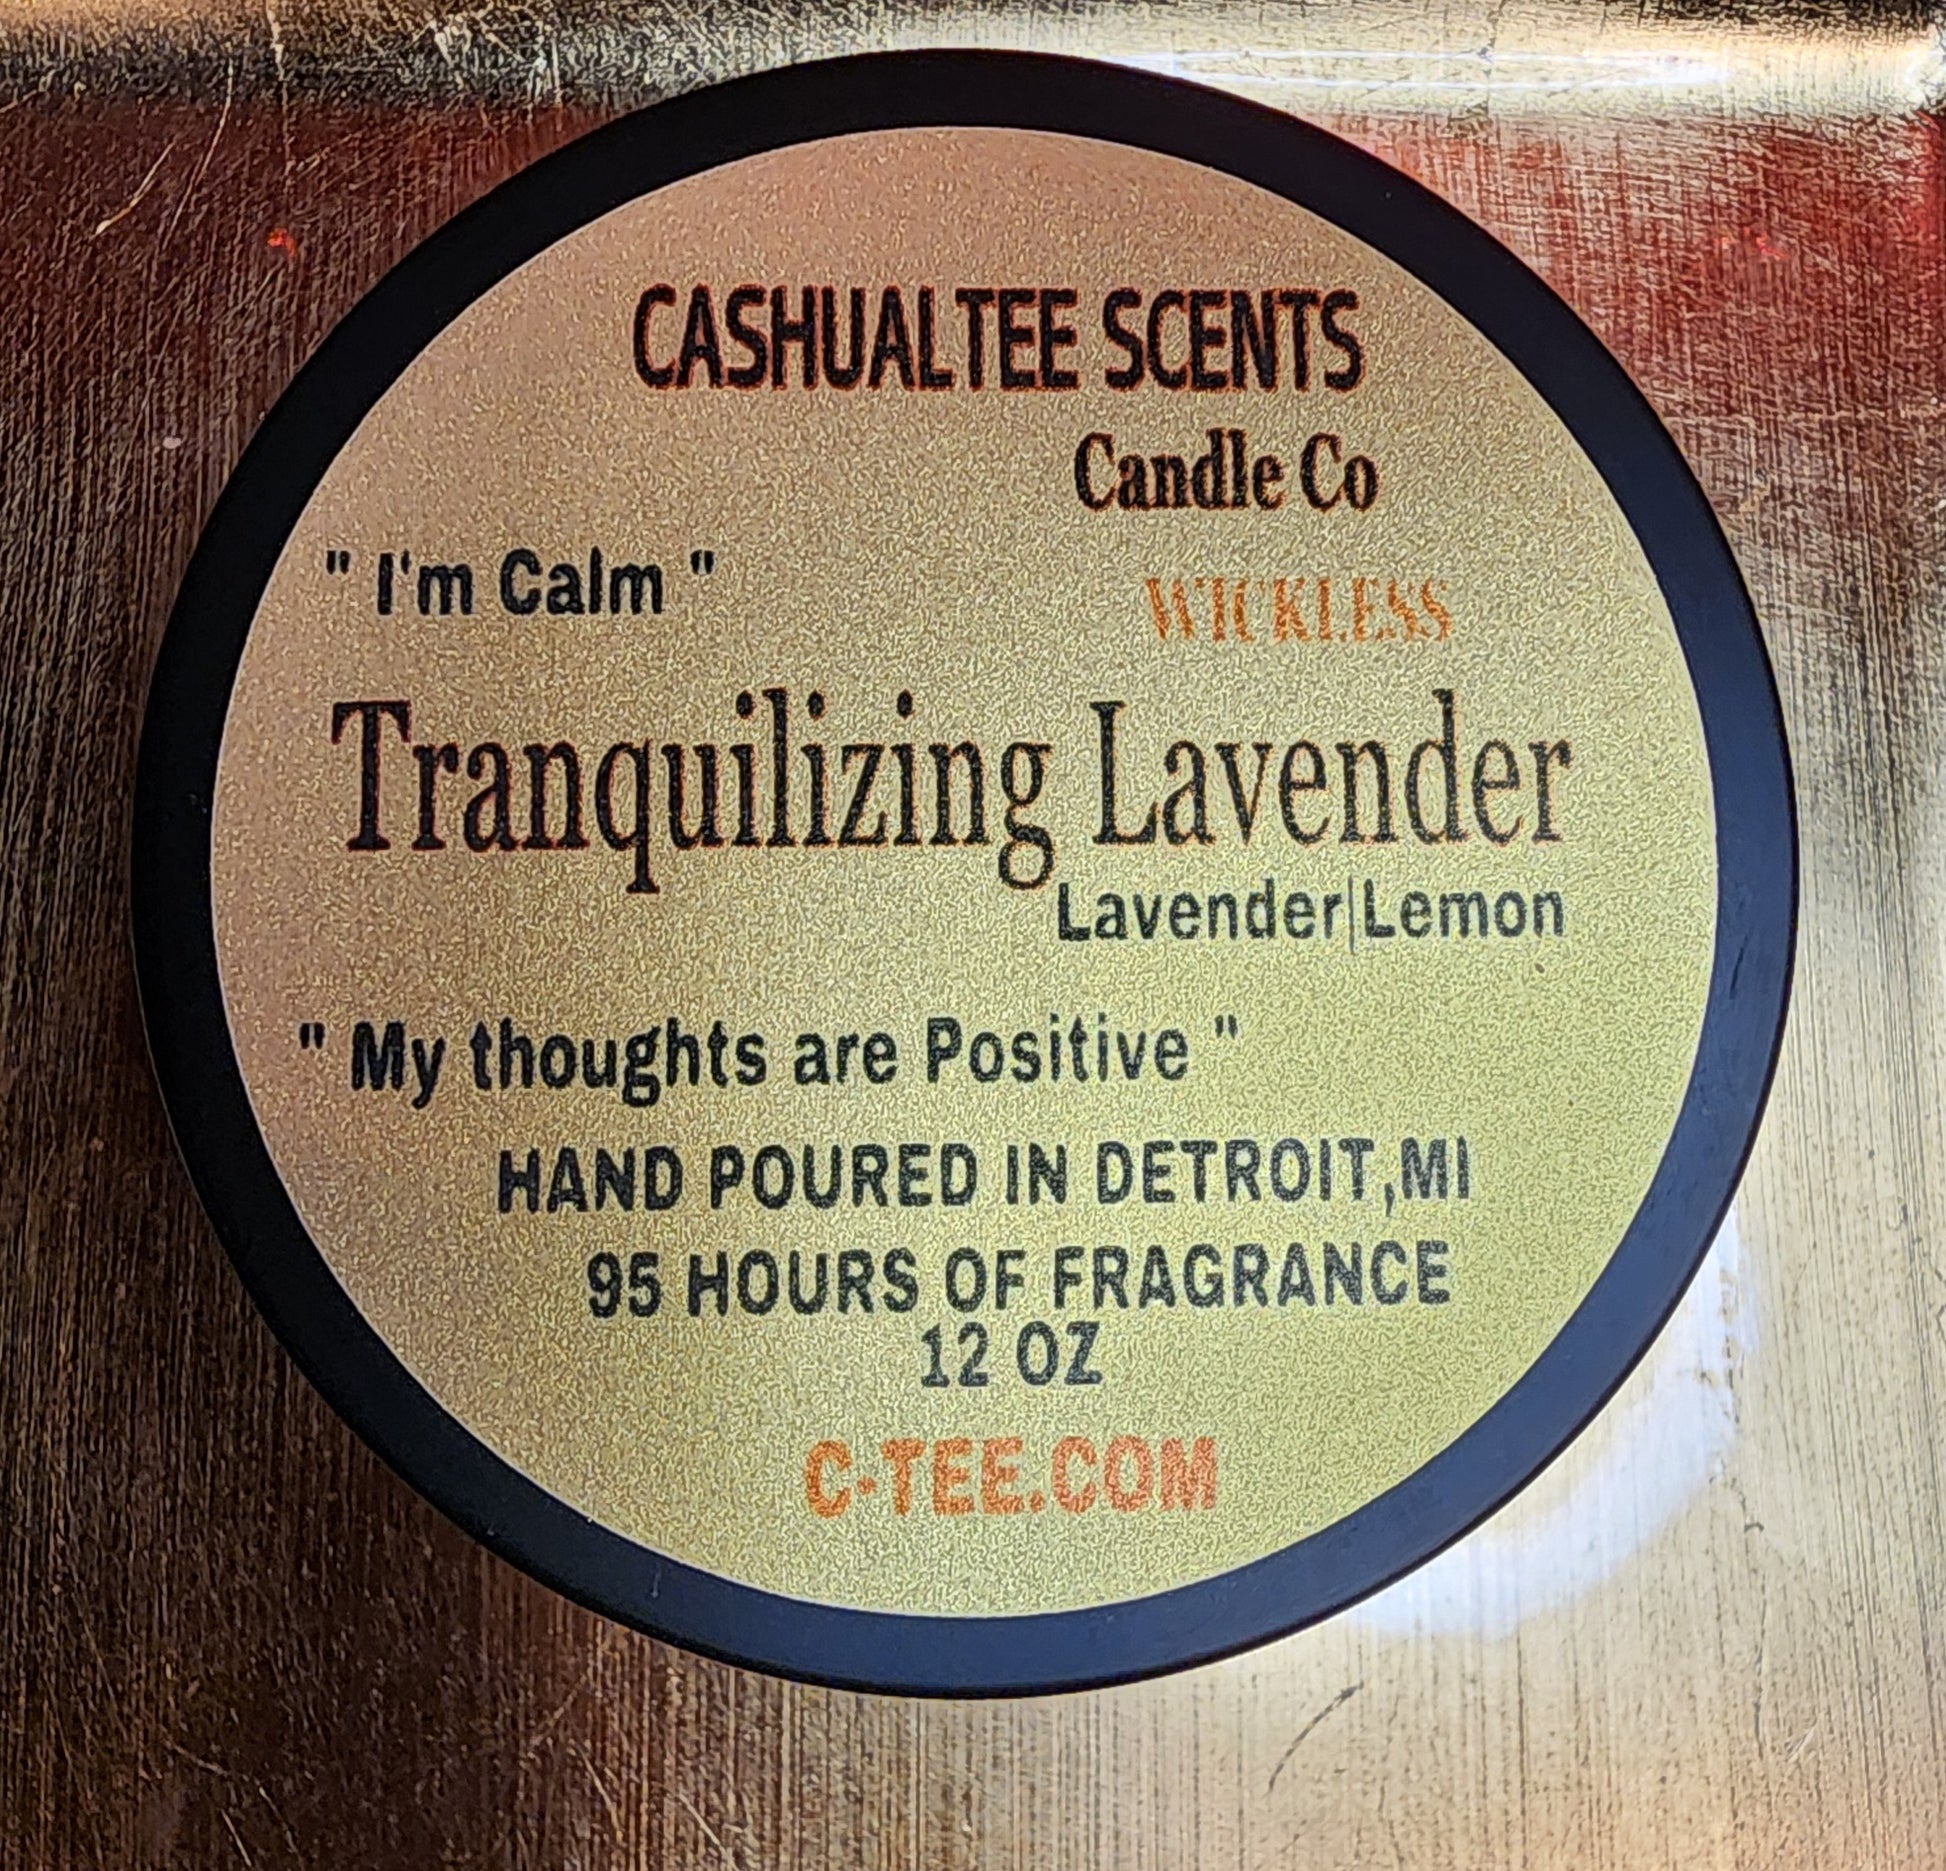 CASHUALTEE SCENTS
Candle Co
" I'm Calm "
WICKLESS
Tranquilizing Lavender
Lavender|Lemon
" My thoughts are Positive "
HAND POURED IN DETROIT,MI
95 HOURS OF FRAGRANCE
12 OZ
C-TEE.COM